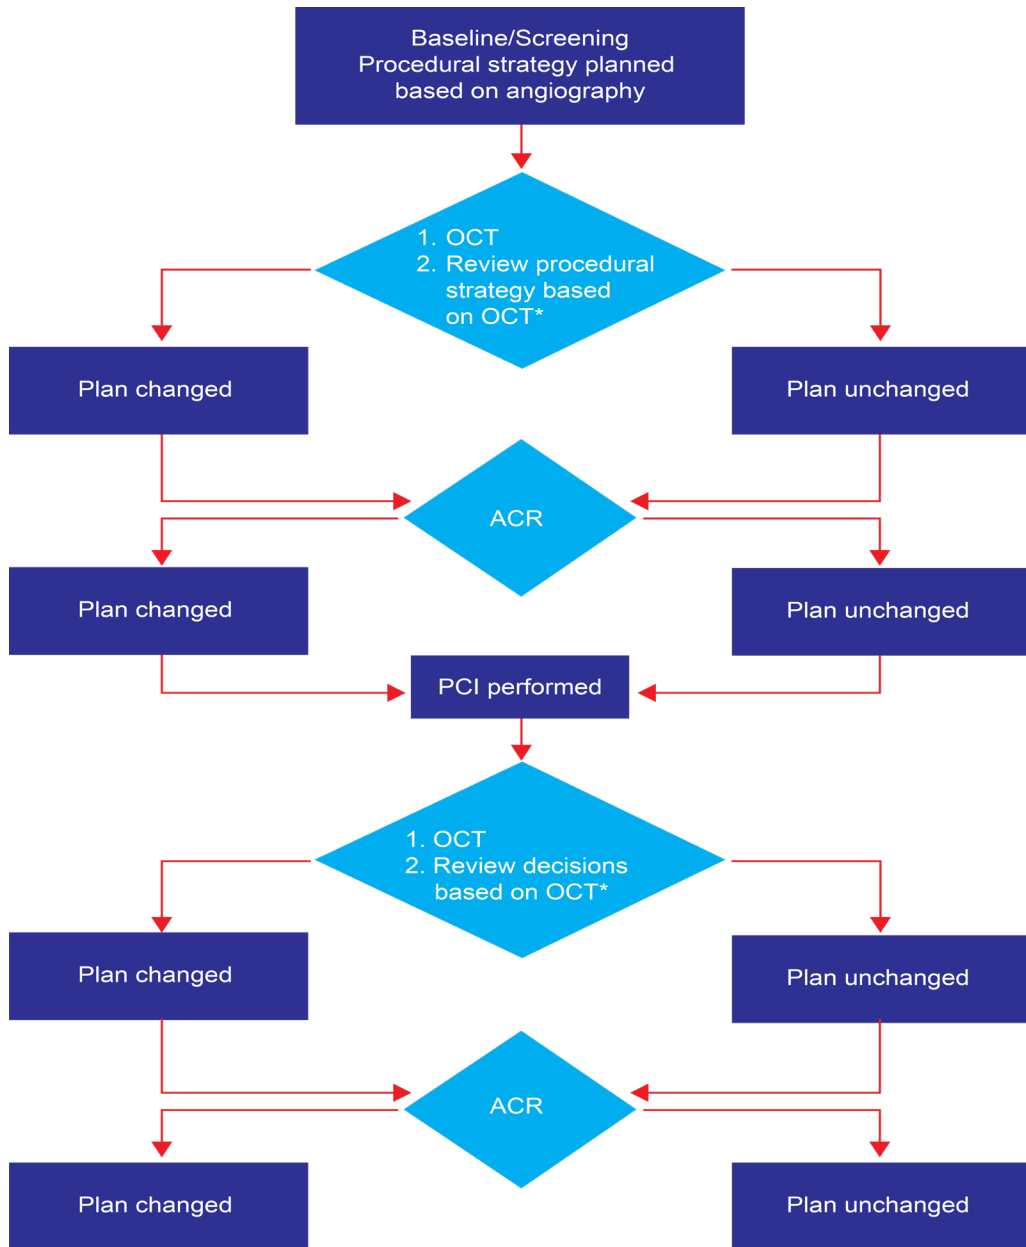 Baseline/Screening
Procedural strategy planned
based on angiography
1. OCT
2. Review procedural
strategy based
on OCT*
Plan changed
Plan unchanged
ACR
Plan changed
Plan unchanged
PCI performed
1. OCT
2. Review decisions
based on OCT*
Plan changed
Plan unchanged
ACR
Plan changed
Plan unchanged